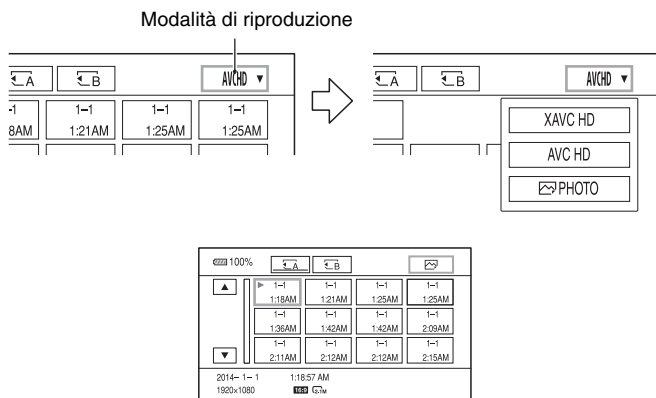 Modalità di riproduzione
A B AVCHD ▼
-1 1–1 1–1 1–1
8AM 1:21AM 1:25AM 1:25AM
A B AVCHD ▼
XAVC HD
AVC HD
PHOTO
100% A B
▲ ▶ 1–1 1–1 1–1 1–1
1:18AM 1:21AM 1:25AM 1:25AM
1–1 1–1 1–1 1–1
1:36AM 1:42AM 1:42AM 2:09AM
▼ 1–1 1–1 1–1 1–1
2:11AM 2:12AM 2:12AM 2:15AM
2014– 1– 1 1:18:57 AM
1920×1080 16:9 2.1M